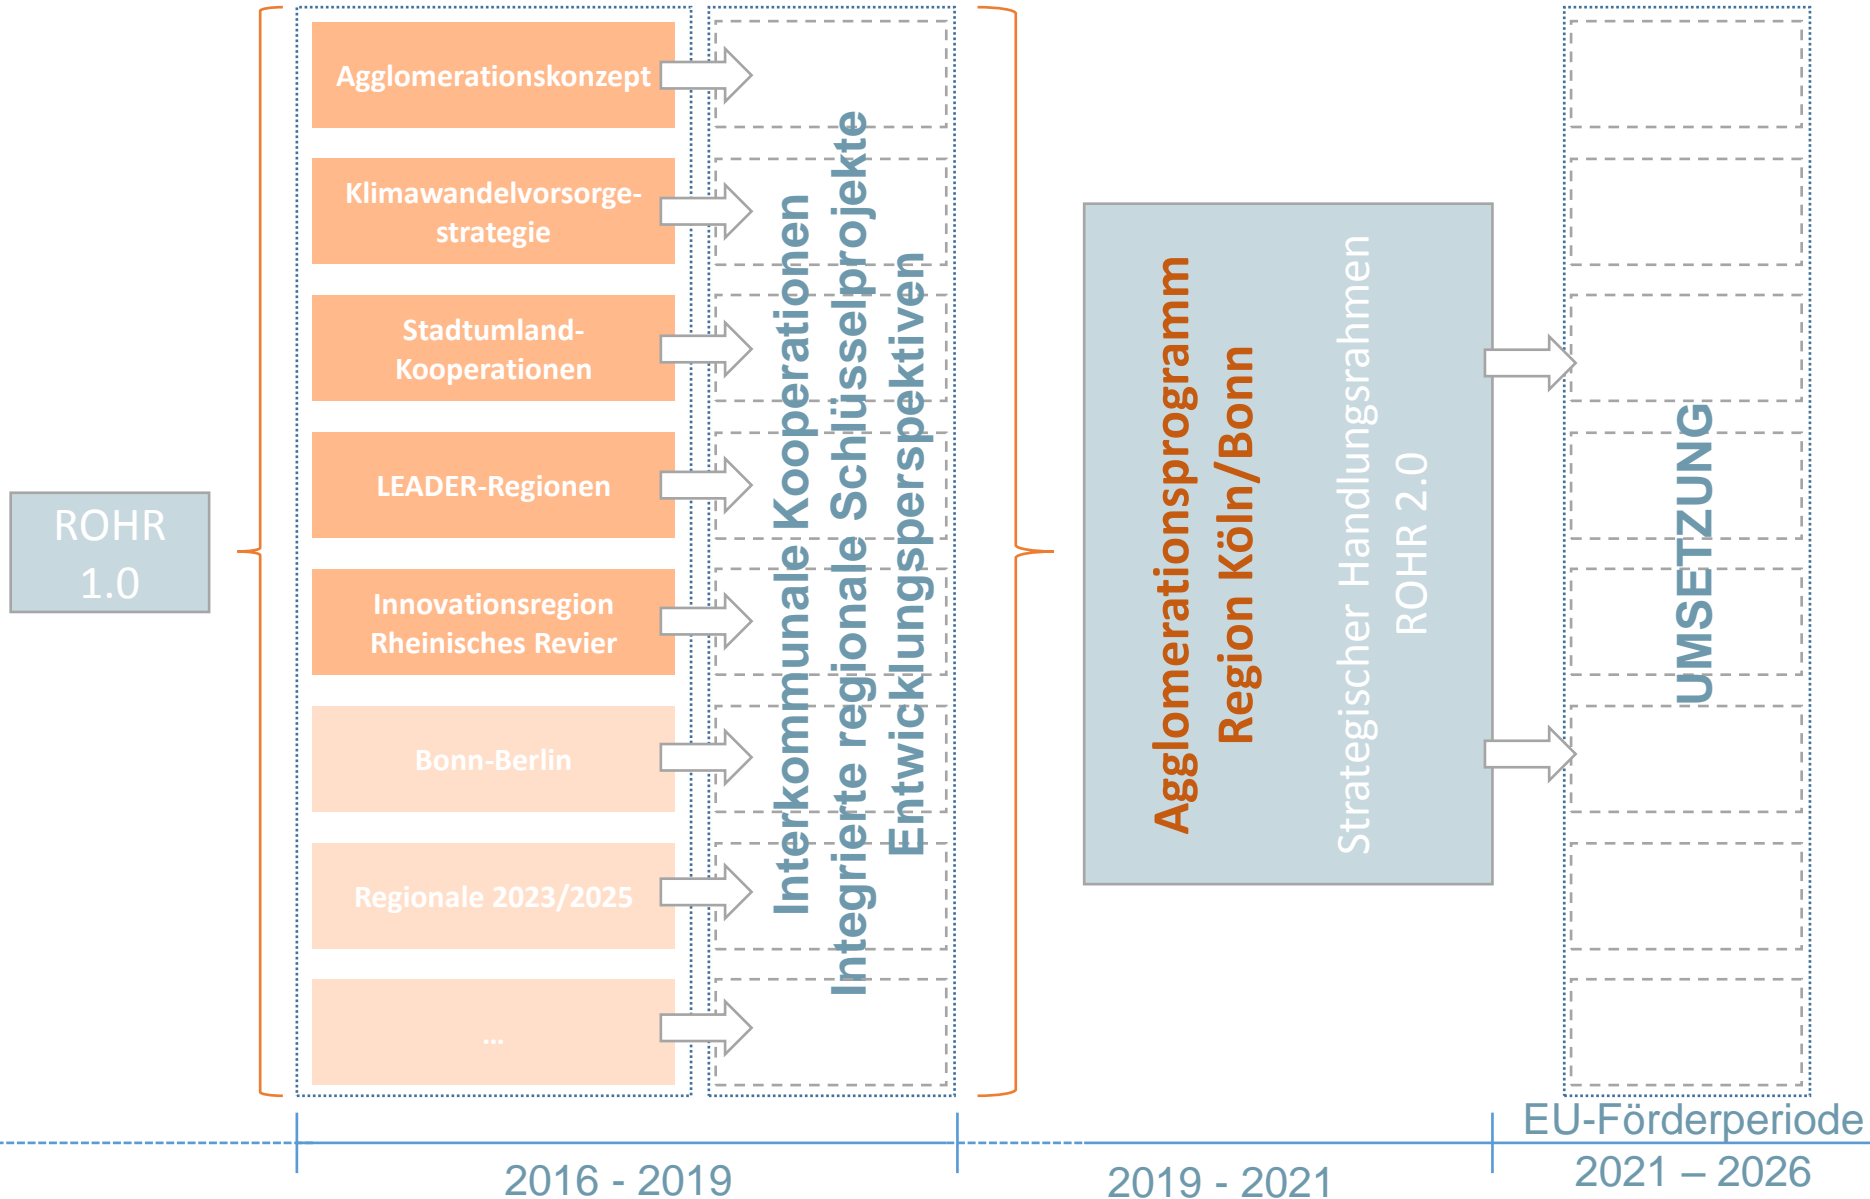 ROHR
1.0
Agglomerationskonzept
Klimawandelvorsorge-
strategie
Stadtumland-
Kooperationen
LEADER-Regionen
Innovationsregion
Rheinisches Revier
Bonn-Berlin
Regionale 2023/2025
...
Interkommunale Kooperationen
Integrierte regionale Schlüsselprojekte
Entwicklungsperspektiven
Agglomerationsprogramm
Region Köln/Bonn
Strategischer Handlungsrahmen
ROHR 2.0
UMSETZUNG
2016 - 2019
2019 - 2021
EU-Förderperiode
2021 – 2026